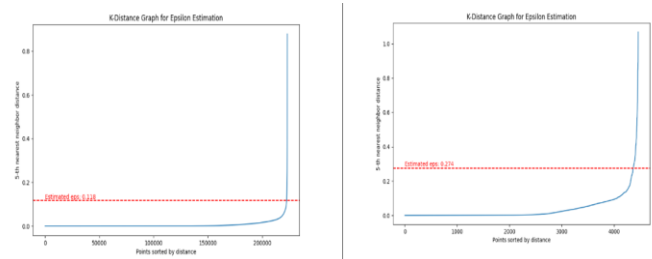 K-Distance Graph for Epsilon Estimation
5-th nearest neighbor distance
0.8
0.6
0.4
0.2
0.0
Estimated eps: 0.118
0
50000
100000
150000
200000
Points sorted by distance
K-Distance Graph for Epsilon Estimation
5-th nearest neighbor distance
1.0
0.8
0.6
0.4
0.2
0.0
Estimated eps: 0.274
0
1000
2000
3000
4000
Points sorted by distance